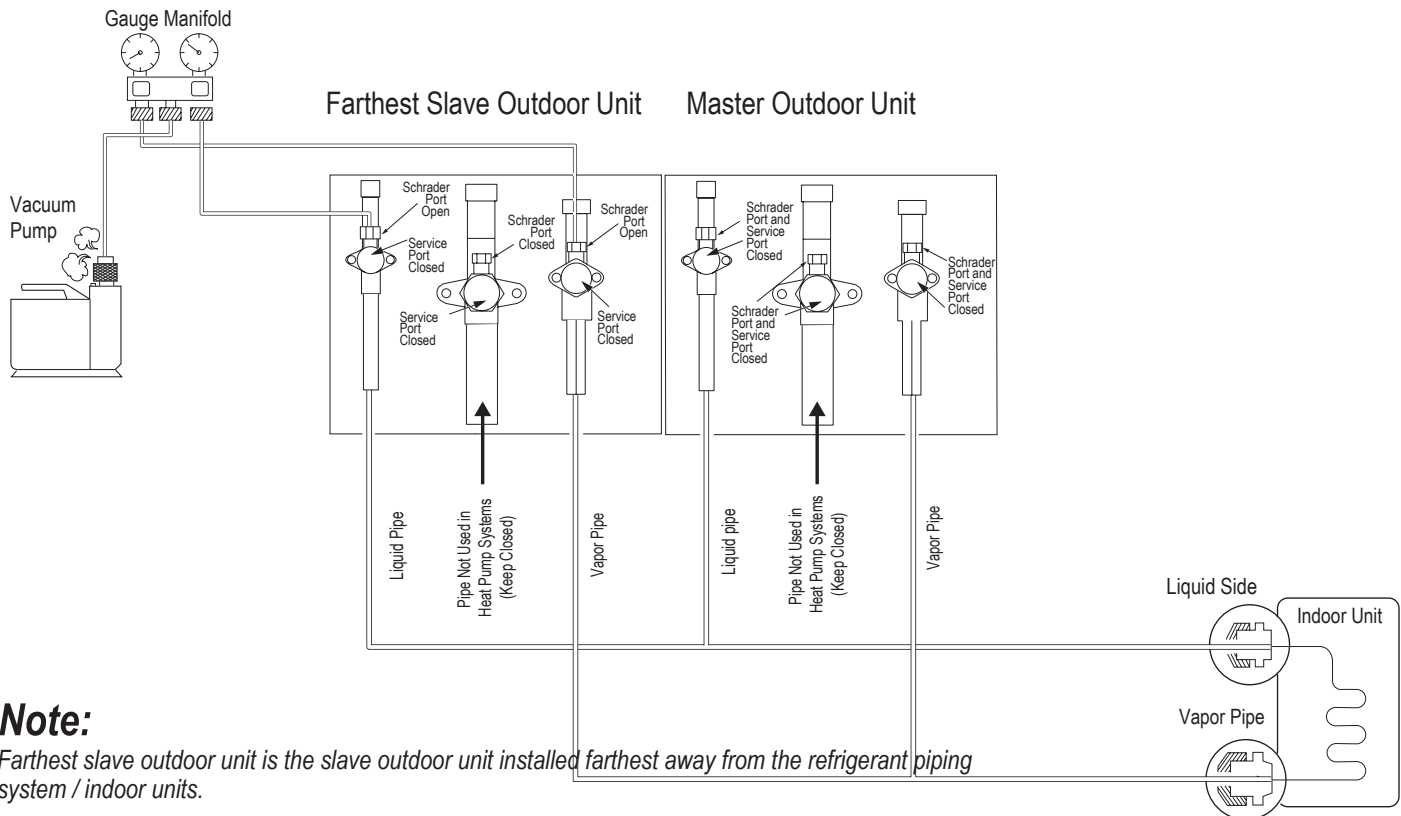 Gauge Manifold
Farthest Slave Outdoor Unit
Master Outdoor Unit
Vacuum
Pump
Schrader
Port
Open
Service
Port
Closed
Schrader
Port
Closed
Service
Port
Closed
Schrader
Port
Open
Service
Port
Closed
Schrader
Port and
Service
Port
Closed
Schrader
Port and
Service
Port
Closed
Schrader
Port and
Service
Port
Closed
Liquid Pipe
Pipe Not Used in
Heat Pump Systems
(Keep Closed)
Vapor Pipe
Liquid pipe
Pipe Not Used in
Heat Pump Systems
(Keep Closed)
Vapor Pipe
Liquid Side
Indoor Unit
Vapor Pipe
Note:
Farthest slave outdoor unit is the slave outdoor unit installed farthest away from the refrigerant piping
system / indoor units.